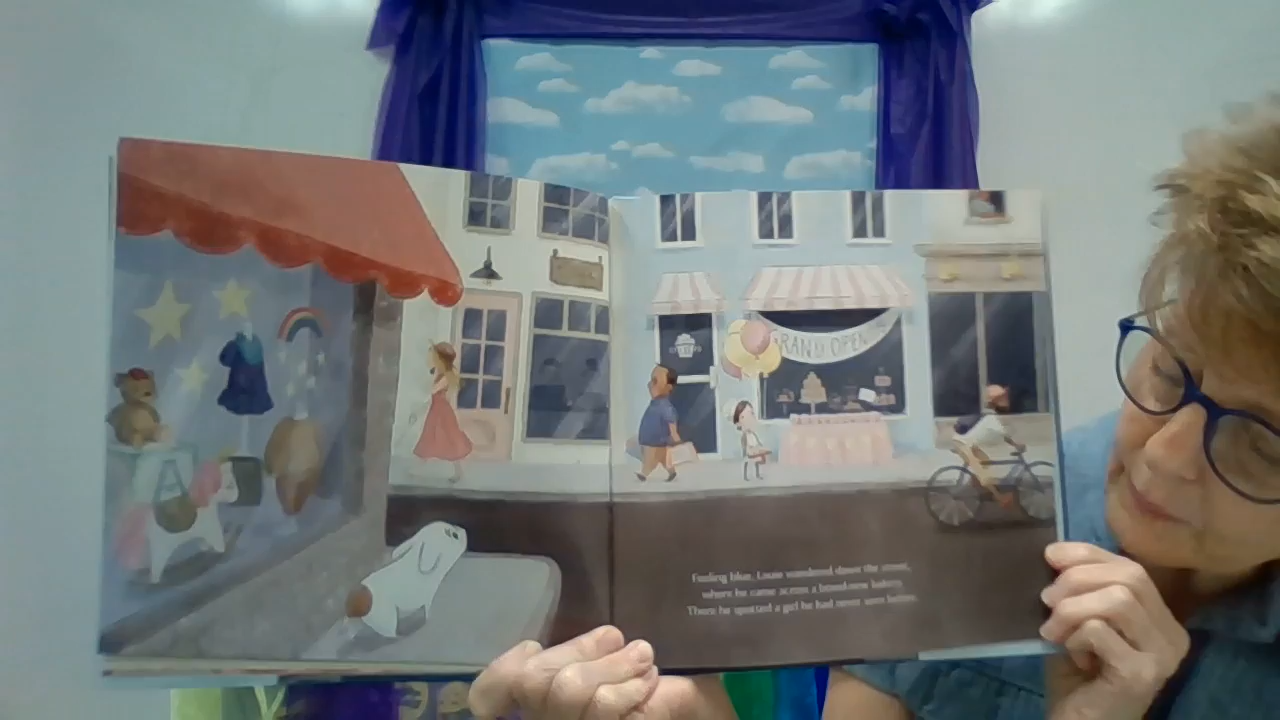 GRAND OPEN
Feeling blue, Louie wandered down the street,
where he came across a brand-new bakery.
There he spotted a girl he had never seen before.